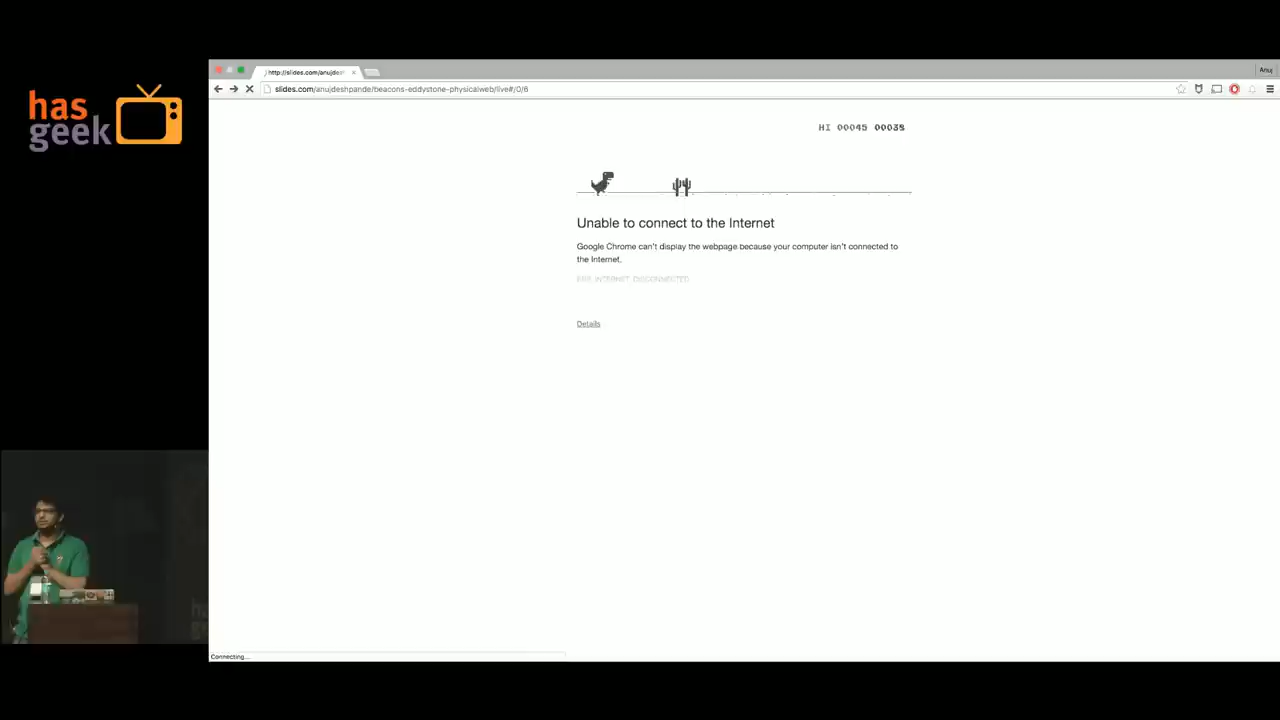 has
geek
http://slides.com/anujdesh
Anuj
slides.com/anujdeshpande/beacons-eddystone-physicalweb/live#/0/6
HI 00045 00038
Unable to connect to the Internet
Google Chrome can't display the webpage because your computer isn't connected to
the Internet.
ERR_INTERNET_DISCONNECTED
Details
Connecting...